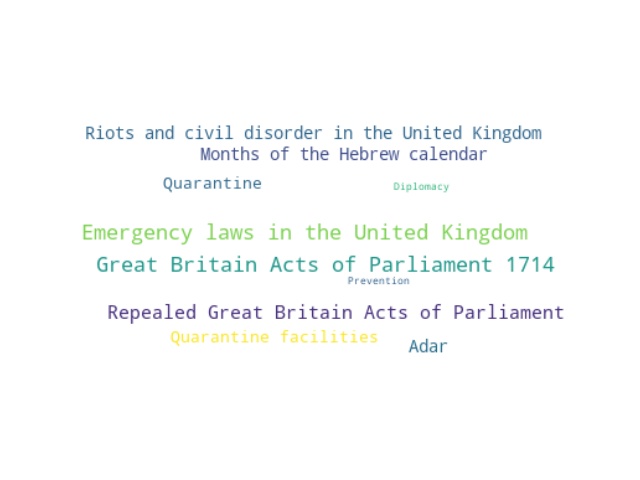 Riots and civil disorder in the United Kingdom
Months of the Hebrew calendar
Quarantine
Diplomacy
Emergency laws in the United Kingdom
Great Britain Acts of Parliament 1714
Prevention
Repealed Great Britain Acts of Parliament
Quarantine facilities
Adar